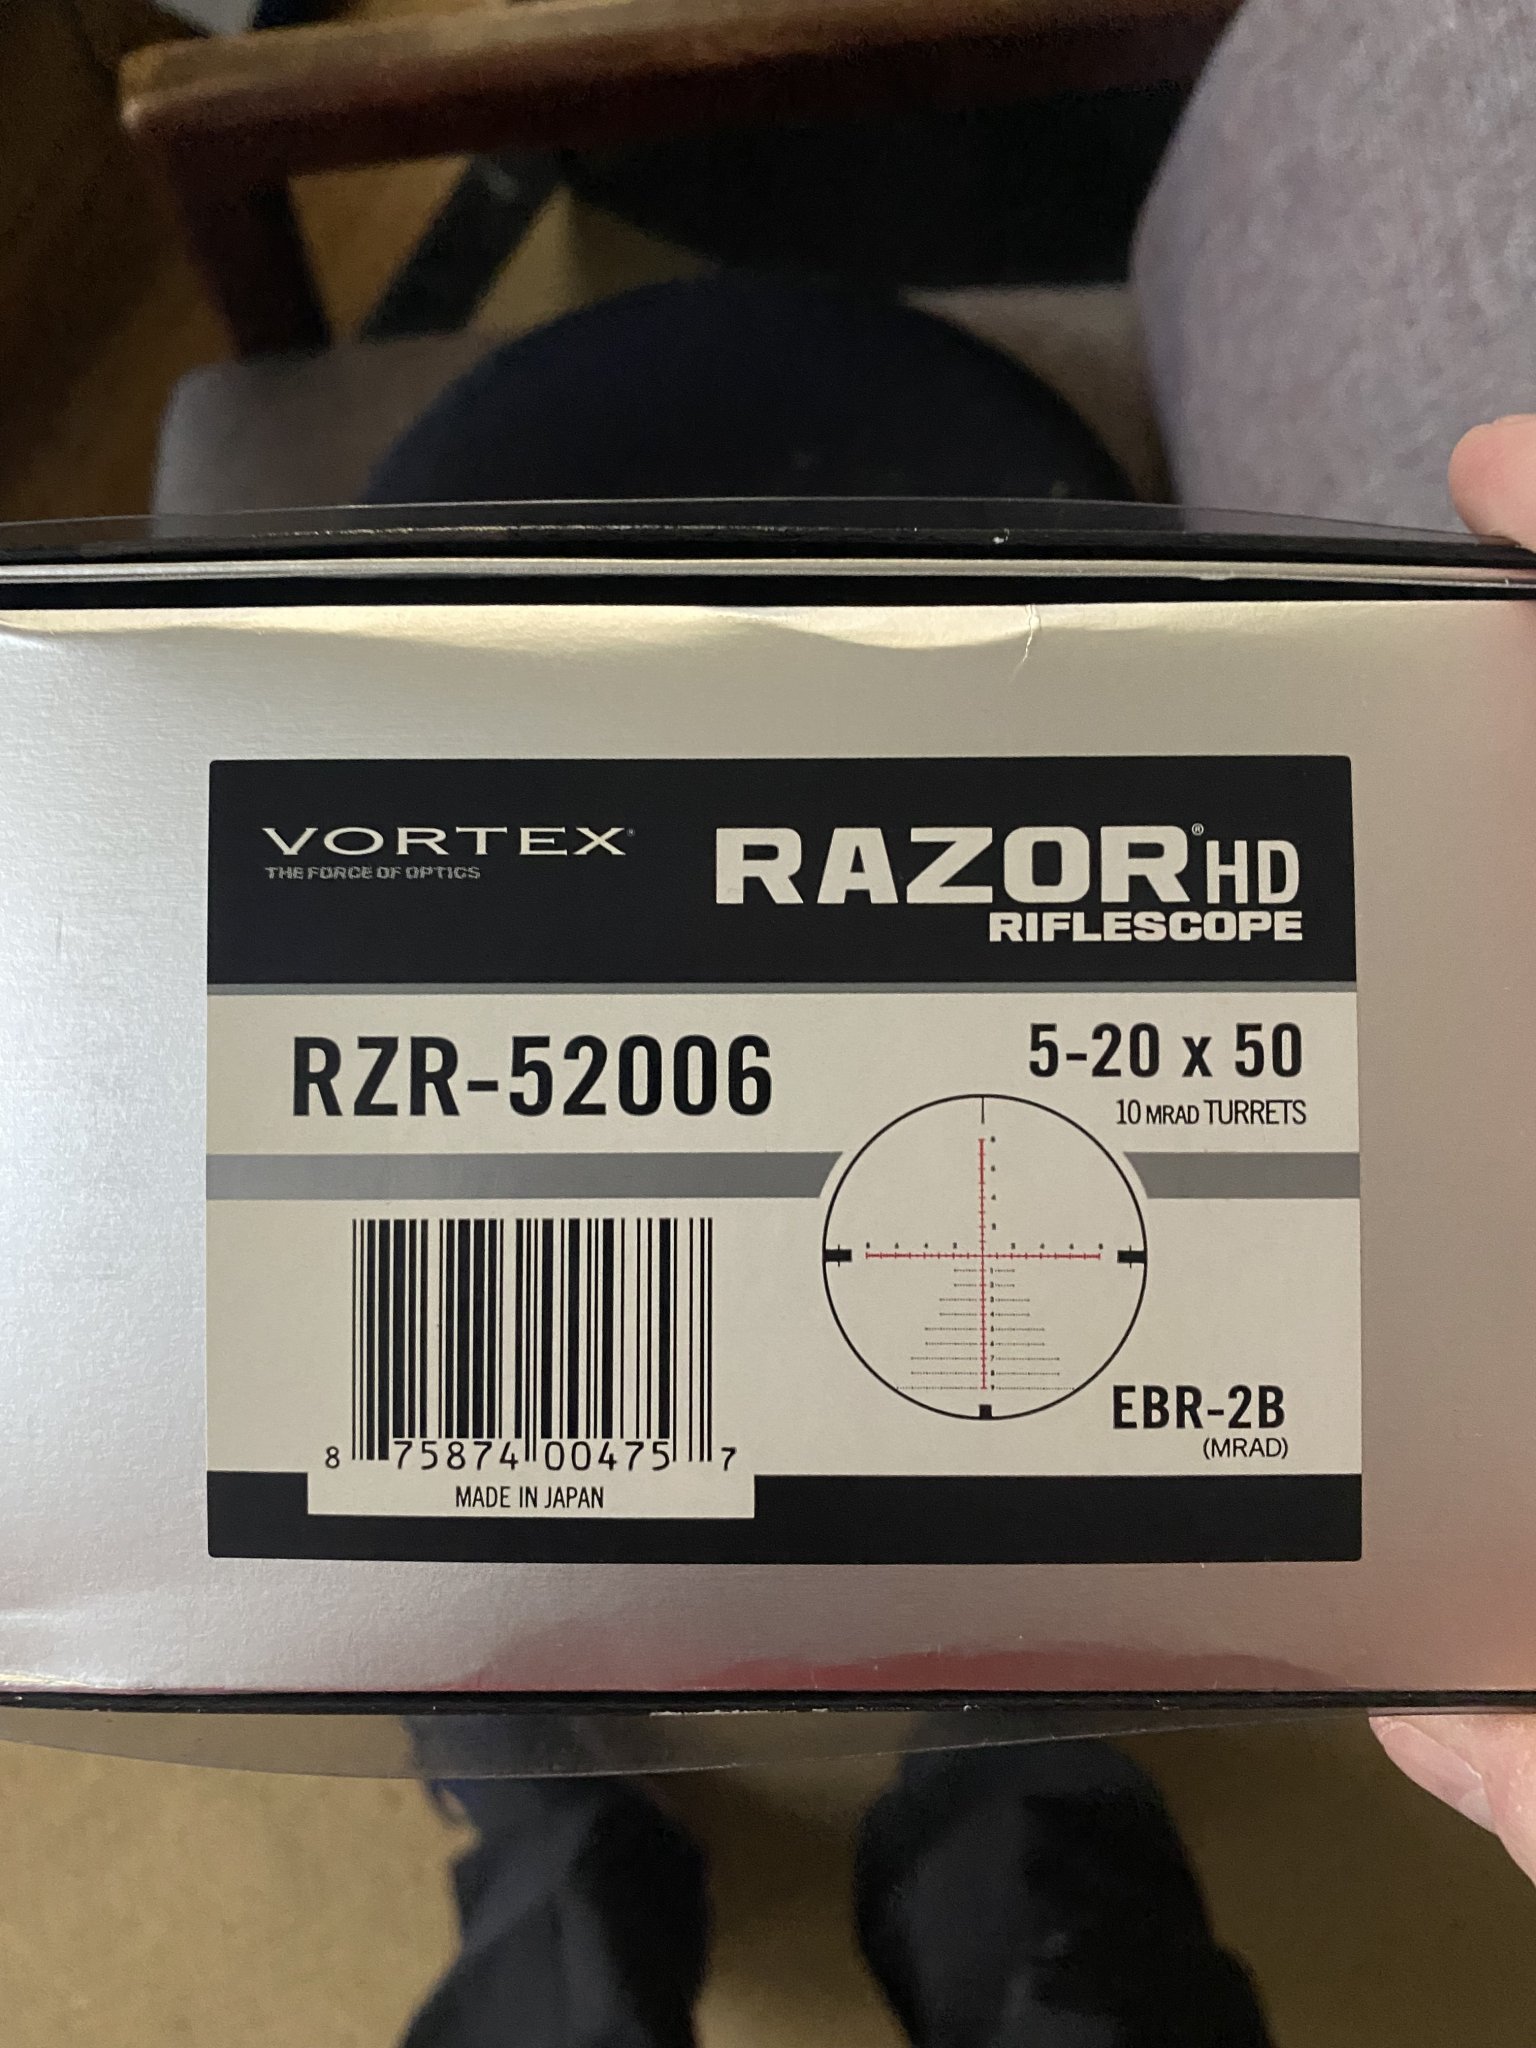 VORTEX®
THE FORCE OF OPTICS
RAZOR® HD
RIFLESCOPE
RZR-52006
5-20 x 50
10 MRAD TURRETS
EBR-2B
(MRAD)
8 75874 00475 7
MADE IN JAPAN